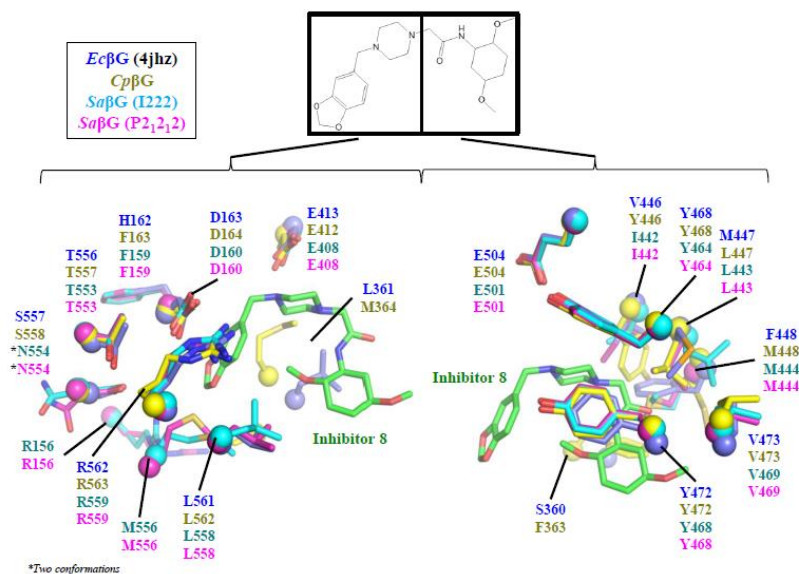 EcβG (4jhz)
CpβG
SaβG (I222)
SaβG (P2₁2₁2)
N
N
O
O
O
NH
O
O
H162
F163
F159
F159
D163
D164
D160
D160
E413
E412
E408
E408
T556
T557
T553
T553
L361
M364
S557
S558
*N554
*N554
Inhibitor 8
R156
R156
R562
R563
R559
R559
M556
M556
L561
L562
L558
L558
*Two conformations
V446
Y446
I442
I442
Y468
Y468
Y464
Y464
M447
L447
L443
L443
E504
E504
E501
E501
F448
M448
M444
M444
Inhibitor 8
V473
V473
V469
V469
S360
F363
Y472
Y472
Y468
Y468